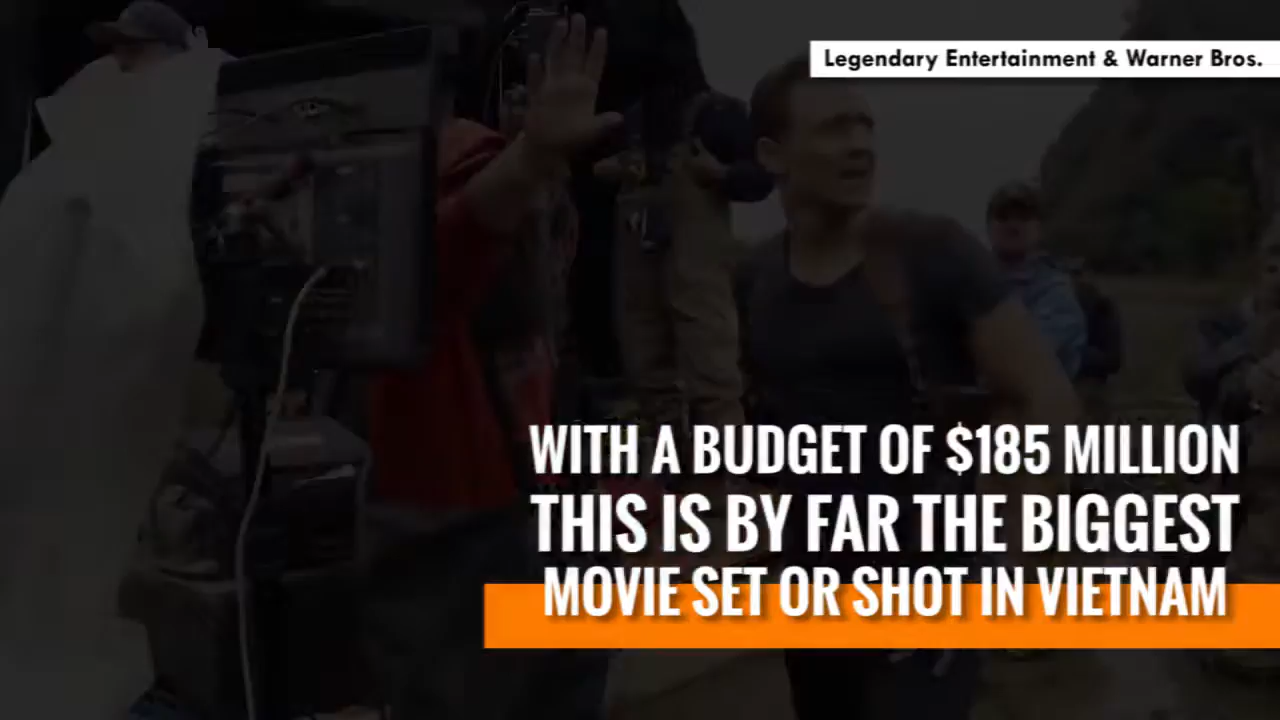 Legendary Entertainment & Warner Bros.
WITH A BUDGET OF $185 MILLION
THIS IS BY FAR THE BIGGEST
MOVIE SET OR SHOT IN VIETNAM